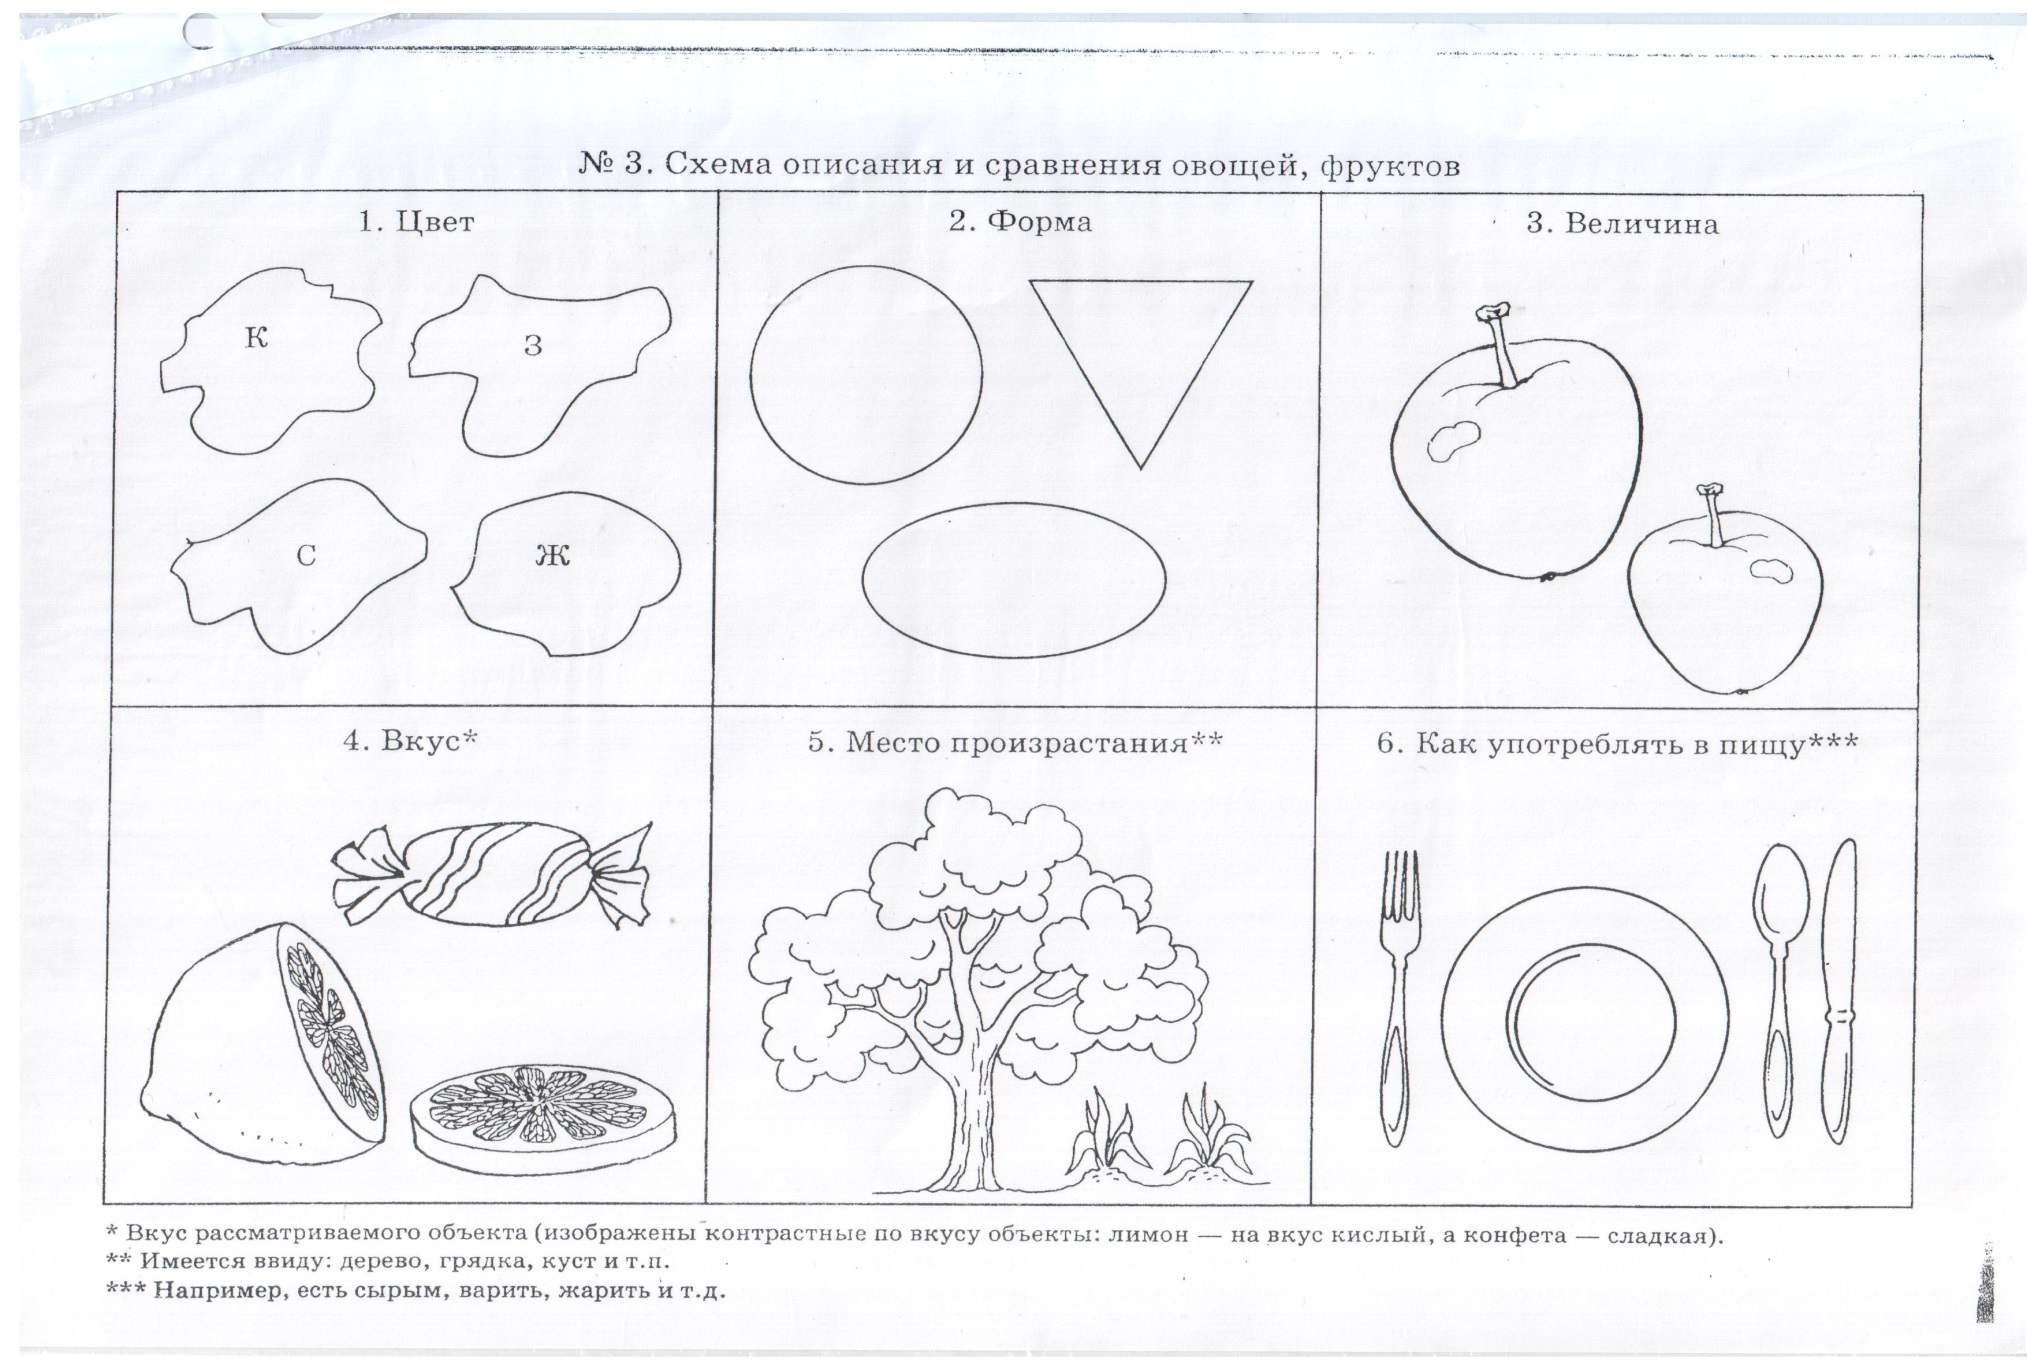 № 3. Схема описания и сравнения овощей, фруктов
1. Цвет
К
З
С
Ж
2. Форма
3. Величина
4. Вкус*
5. Место произрастания**
6. Как употреблять в пищу***
* Вкус рассматриваемого объекта (изображены контрастные по вкусу объекты: лимон — на вкус кислый, а конфета — сладкая).
** Имеется ввиду: дерево, грядка, куст и т.п.
*** Например, есть сырым, варить, жарить и т.д.